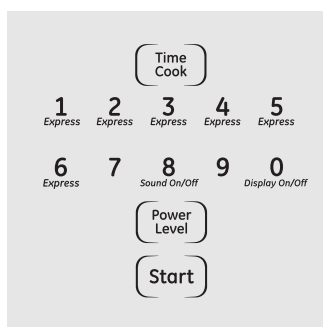 Time
Cook
1 2 3 4 5
Express Express Express Express Express
6 7 8 9 0
Express Sound On/Off Display On/Off
Power
Level
Start